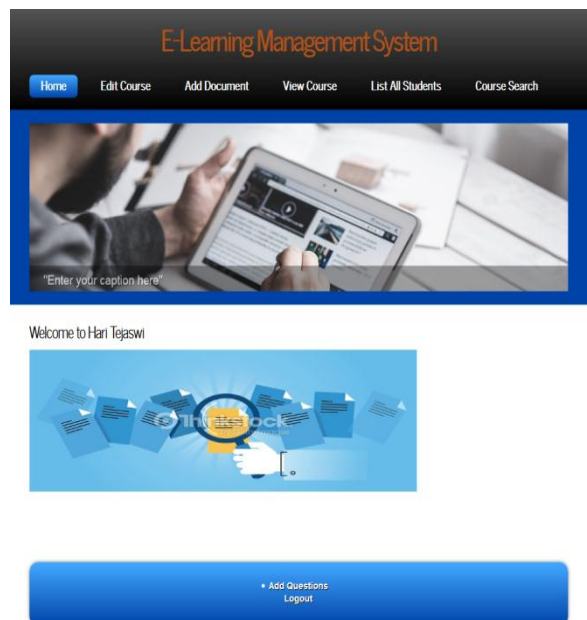 E-Learning Management System
Home Edit Course Add Document View Course List All Students Course Search
"Enter your caption here"
Welcome to Hari Tejaswi
Thinkstock
• Add Questions
Logout